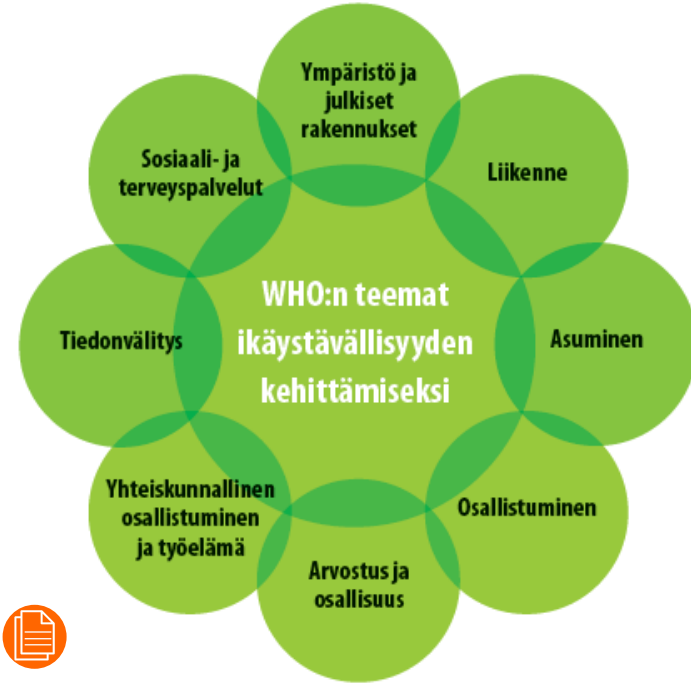 Ympäristö ja
julkiset
rakennukset
Sosiaali- ja
terveyspalvelut
Liikenne
WHO:n teemat
ikäystävällisyyden
kehittämiseksi
Tiedonvälitys
Asuminen
Yhteiskunnallinen
osallistuminen
ja työelämä
Osallistuminen
Arvostus ja
osallisuus